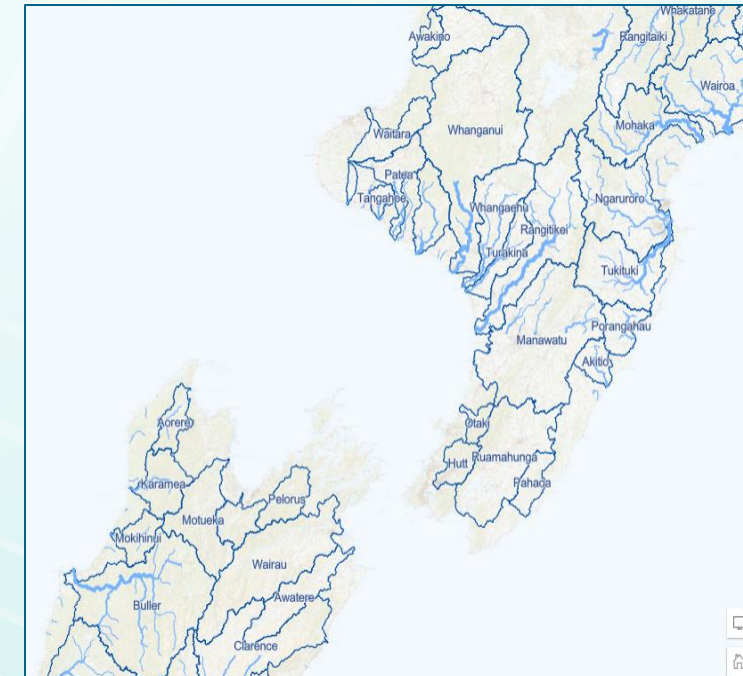 Whakatane
Awakino
Rangitaiki
Wairoa
Mohaka
Waitara
Whanganui
Patea
Tangahoe
Whangaehu
Ngaruroro
Rangitikei
Turakina
Tukituki
Porangahau
Manawatu
Akitio
Aorere
Otaki
Hutt
Ruamahunga
Karamea
Pahaoa
Pelorus
Motueka
Mokihinui
Wairau
Awatere
Buller
Clarence